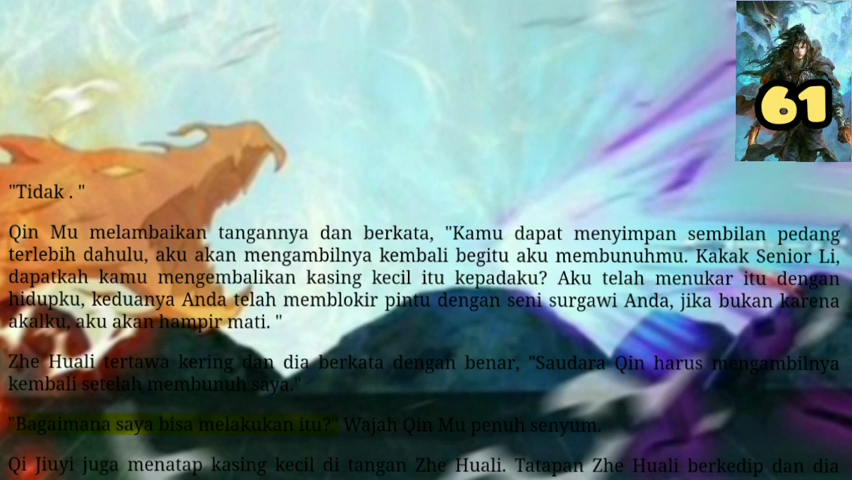 61
"Tidak . "
Qin Mu melambaikan tangannya dan berkata, "Kamu dapat menyimpan sembilan pedang
terlebih dahulu, aku akan mengambilnya kembali begitu aku membunuhmu. Kakak Senior Li,
dapatkah kamu mengembalikan kasing kecil itu kepadaku? Aku telah menukar itu dengan
hidupku, keduanya Anda telah memblokir pintu dengan seni surgawi Anda, jika bukan karena
akalku, aku akan hampir mati. "
Zhe Huali tertawa kering dan dia berkata dengan benar, "Saudara Qin harus mengambilnya
kembali setelah membunuh saya."
"Bagaimana saya bisa melakukan itu?" Wajah Qin Mu penuh senyum.
Qi Jiuyi juga menatap kasing kecil di tangan Zhe Huali. Tatapan Zhe Huali berkedip dan dia